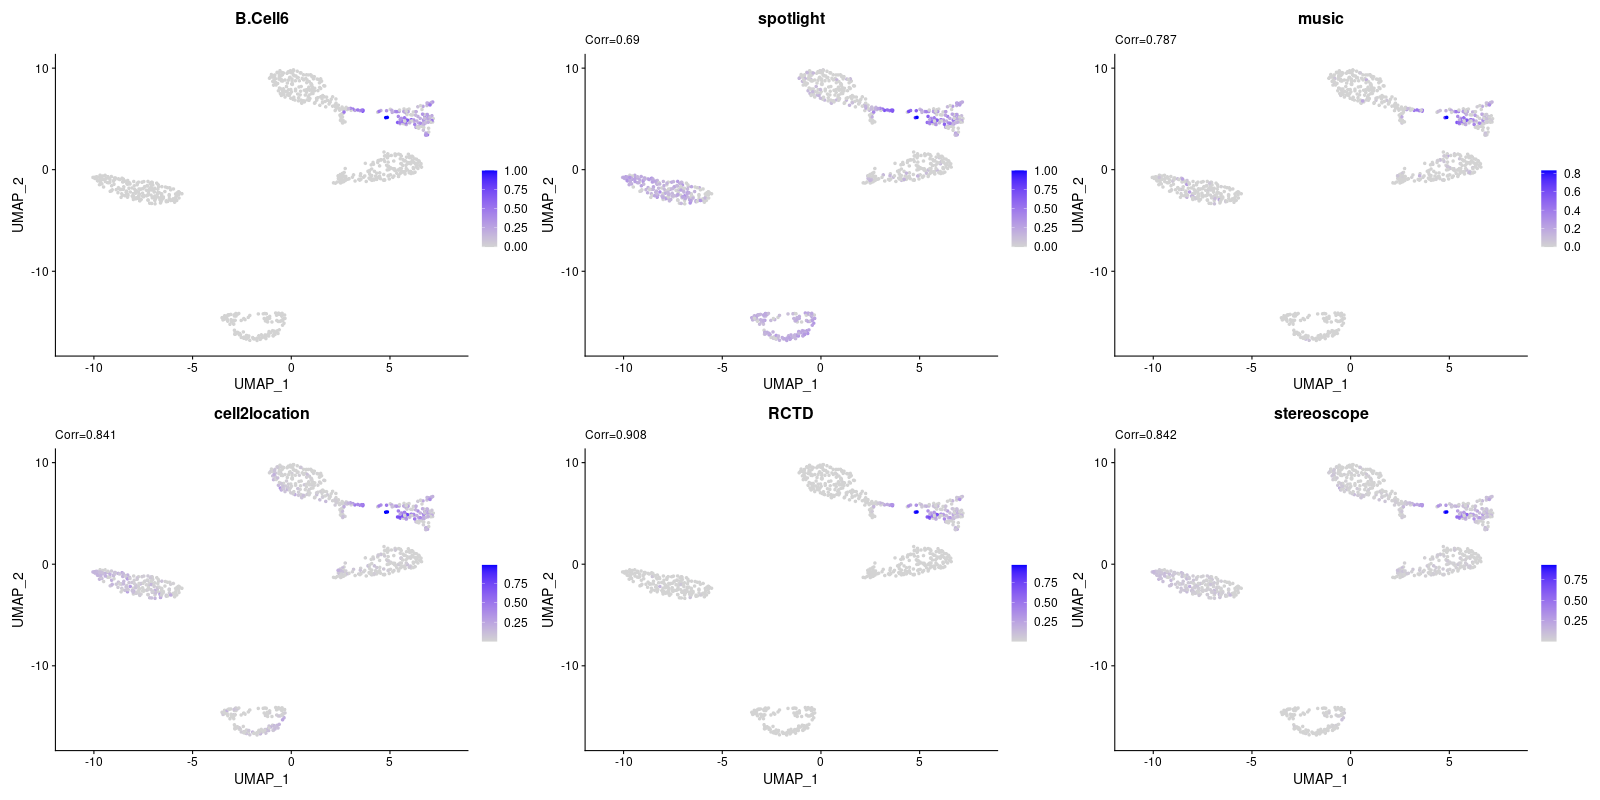 B.Cell6
10
0
-10
UMAP_2
-10
-5
0
5
UMAP_1
1.00
0.75
0.50
0.25
0.00
spotlight
Corr=0.69
10
0
-10
UMAP_2
-10
-5
0
5
UMAP_1
1.00
0.75
0.50
0.25
0.00
music
Corr=0.787
10
0
-10
UMAP_2
-10
-5
0
5
UMAP_1
0.8
0.6
0.4
0.2
0.0
cell2location
Corr=0.841
10
0
-10
UMAP_2
-10
-5
0
5
UMAP_1
0.75
0.50
0.25
RCTD
Corr=0.908
10
0
-10
UMAP_2
-10
-5
0
5
UMAP_1
0.75
0.50
0.25
stereoscope
Corr=0.842
10
0
-10
UMAP_2
-10
-5
0
5
UMAP_1
0.75
0.50
0.25